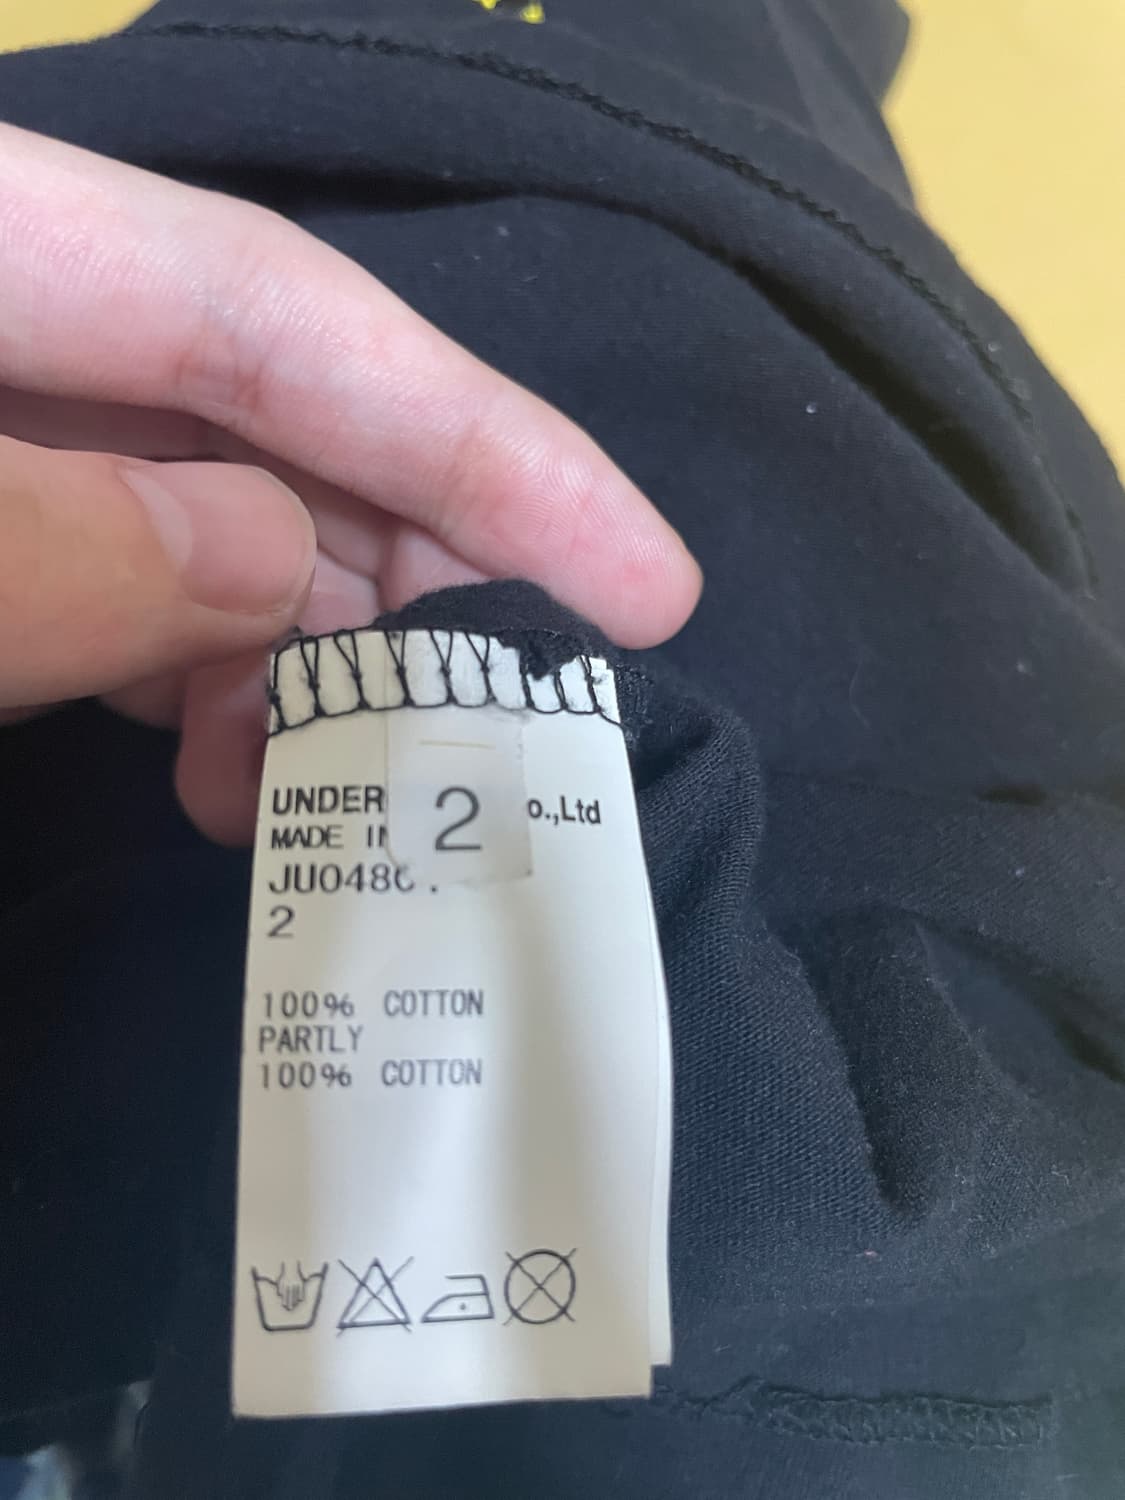 UNDER 2 o.,Ltd
MADE IN
JU048
2
100% COTTON
PARTLY
100% COTTON